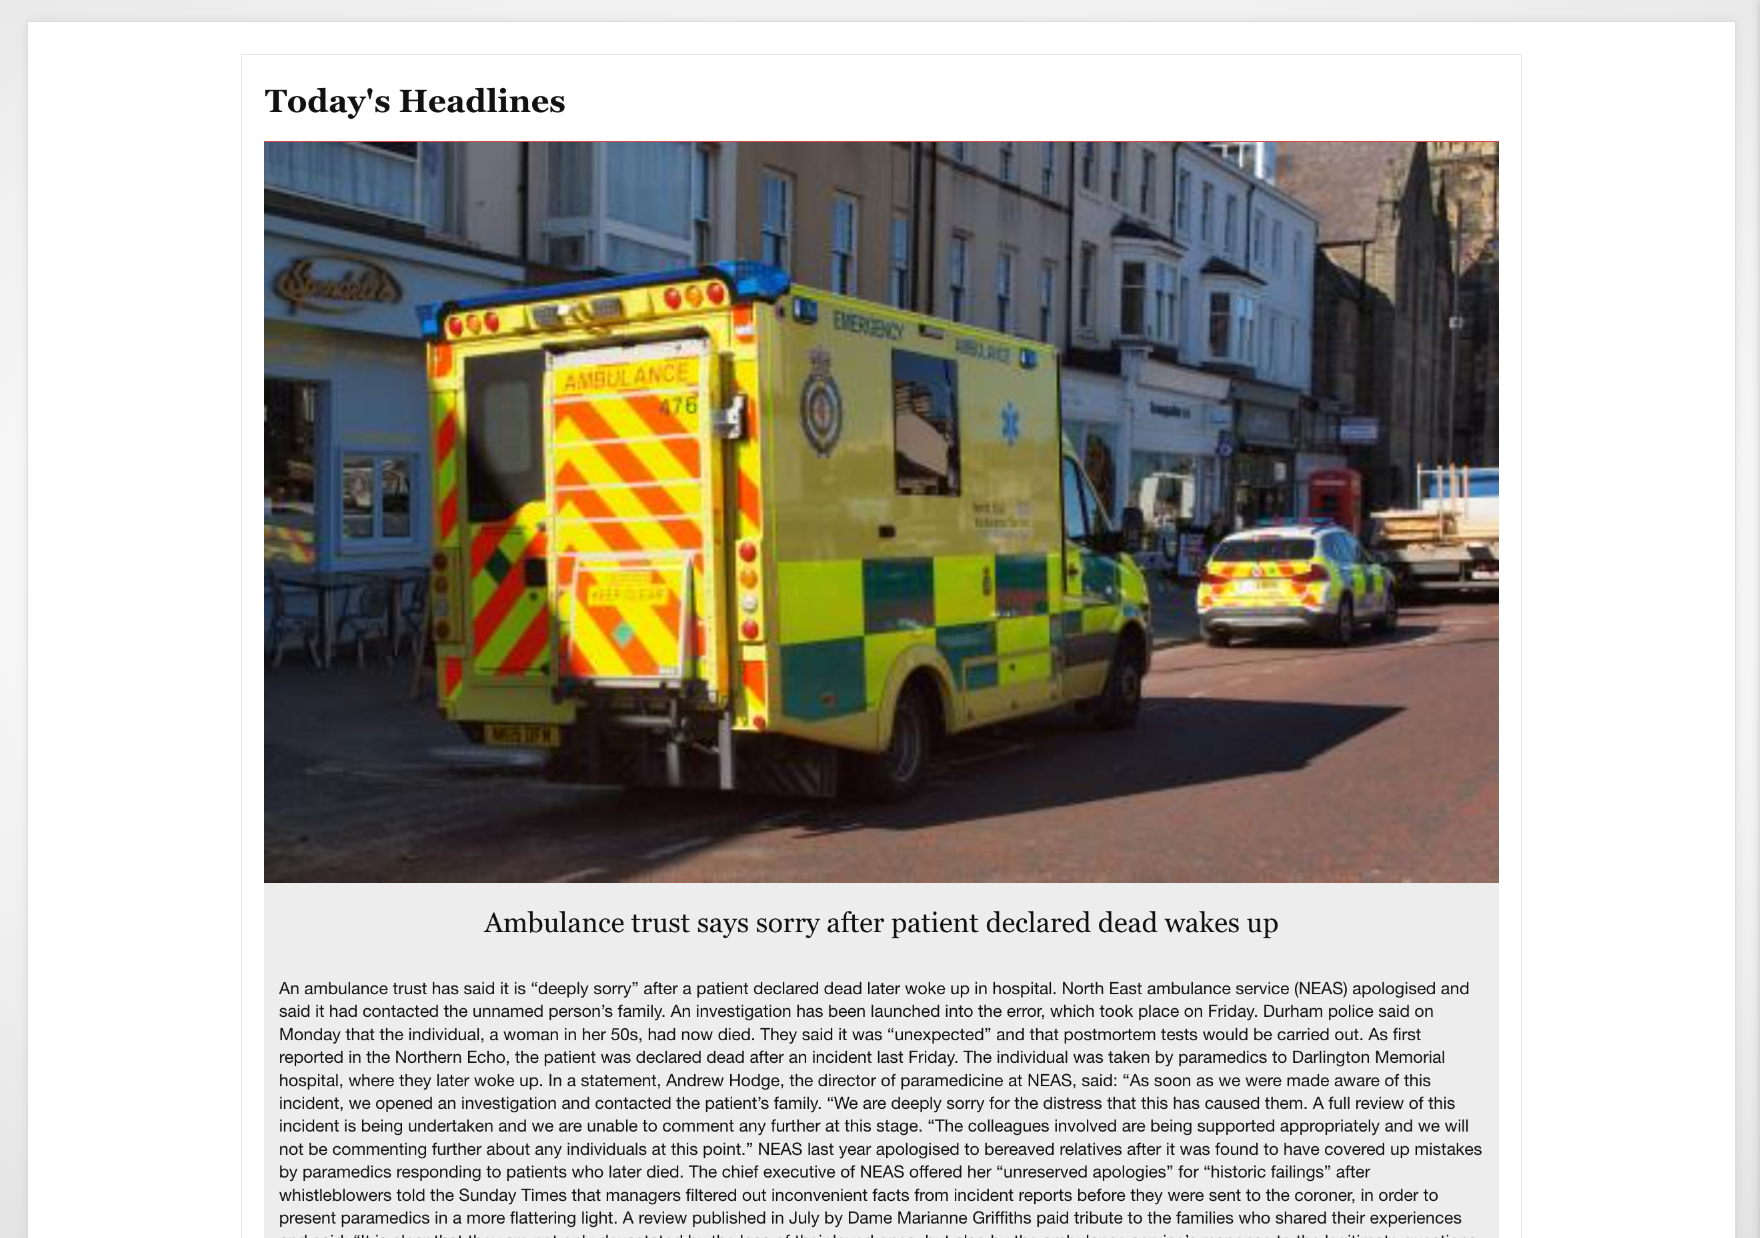 Today's Headlines
EMERGENCY AMBULANCE
AMBULANCE
476
KEEP CLEAR
Ambulance trust says sorry after patient declared dead wakes up
An ambulance trust has said it is “deeply sorry” after a patient declared dead later woke up in hospital. North East ambulance service (NEAS) apologised and
said it had contacted the unnamed person’s family. An investigation has been launched into the error, which took place on Friday. Durham police said on
Monday that the individual, a woman in her 50s, had now died. They said it was “unexpected” and that postmortem tests would be carried out. As first
reported in the Northern Echo, the patient was declared dead after an incident last Friday. The individual was taken by paramedics to Darlington Memorial
hospital, where they later woke up. In a statement, Andrew Hodge, the director of paramedicine at NEAS, said: “As soon as we were made aware of this
incident, we opened an investigation and contacted the patient’s family. “We are deeply sorry for the distress that this has caused them. A full review of this
incident is being undertaken and we are unable to comment any further at this stage. “The colleagues involved are being supported appropriately and we will
not be commenting further about any individuals at this point.” NEAS last year apologised to bereaved relatives after it was found to have covered up mistakes
by paramedics responding to patients who later died. The chief executive of NEAS offered her “unreserved apologies” for “historic failings” after
whistleblowers told the Sunday Times that managers filtered out inconvenient facts from incident reports before they were sent to the coroner, in order to
present paramedics in a more flattering light. A review published in July by Dame Marianne Griffiths paid tribute to the families who shared their experiences